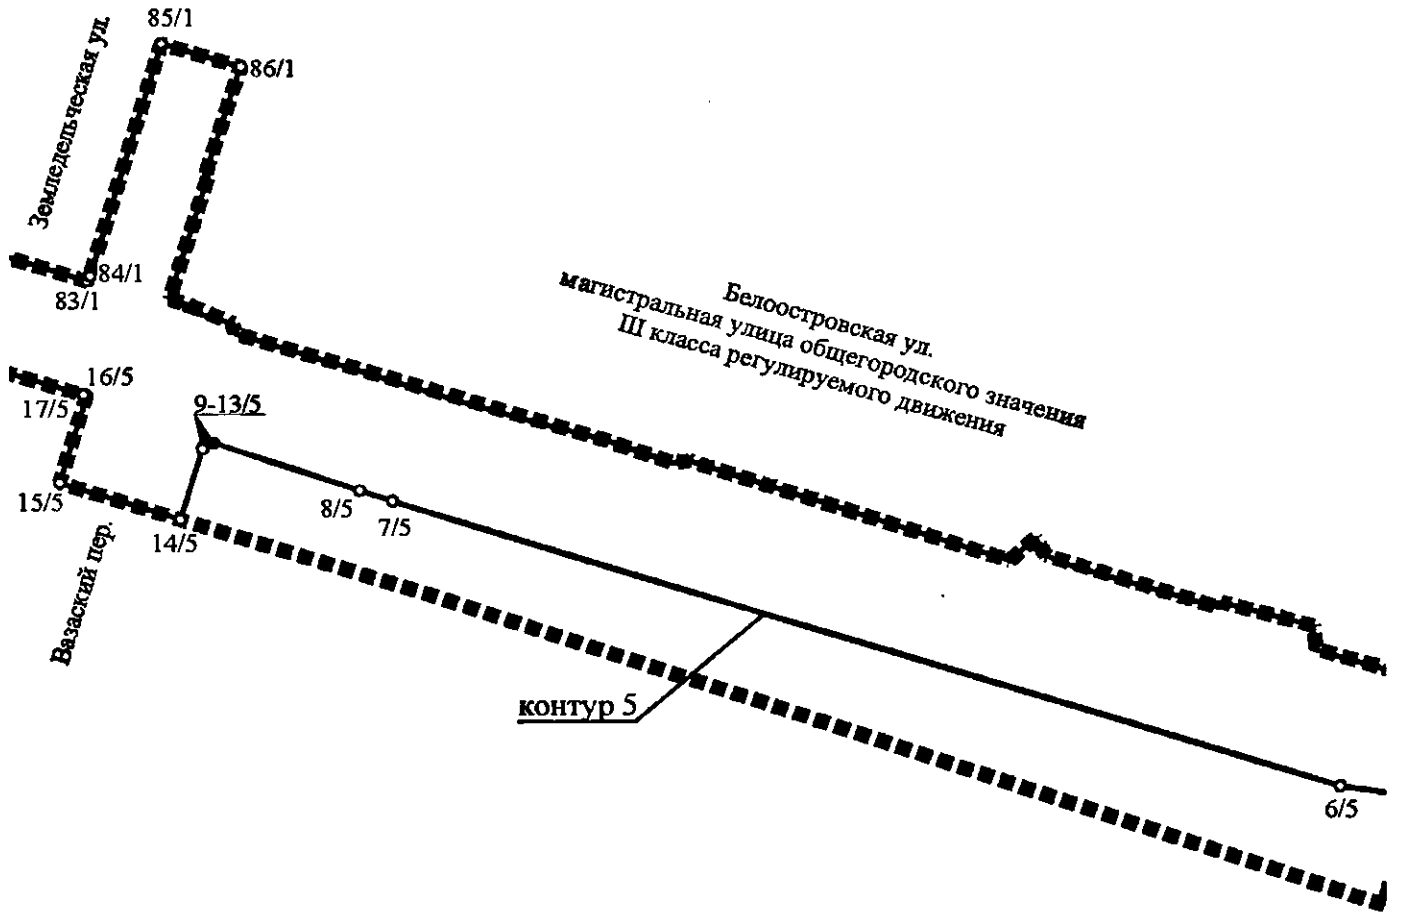 85/1
86/1
Земледельческая ул.
84/1
83/1
Белоостровская ул.
магистральная улица общегородского значения
III класса регулируемого движения
16/5
17/5
9-13/5
15/5
8/5
7/5
14/5
Вазаский пер.
контур 5
6/5